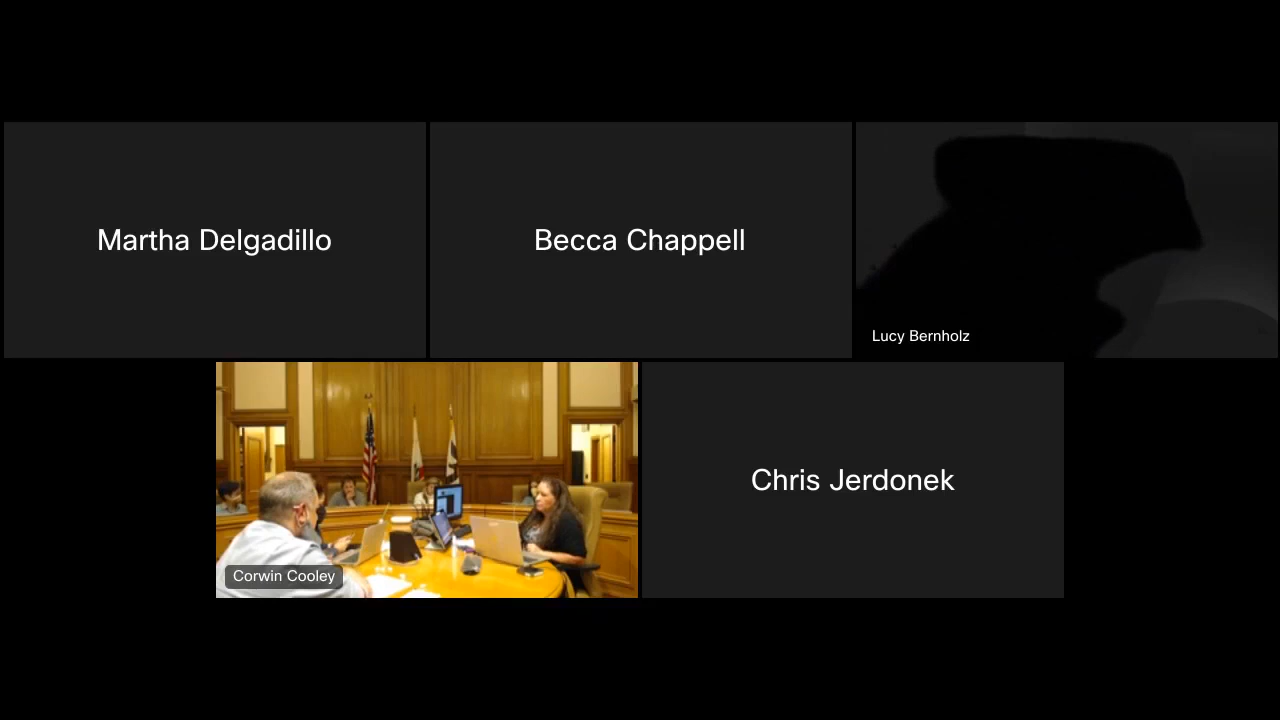 Martha Delgadillo
Becca Chappell
Lucy Bernholz
Corwin Cooley
Chris Jerdonek